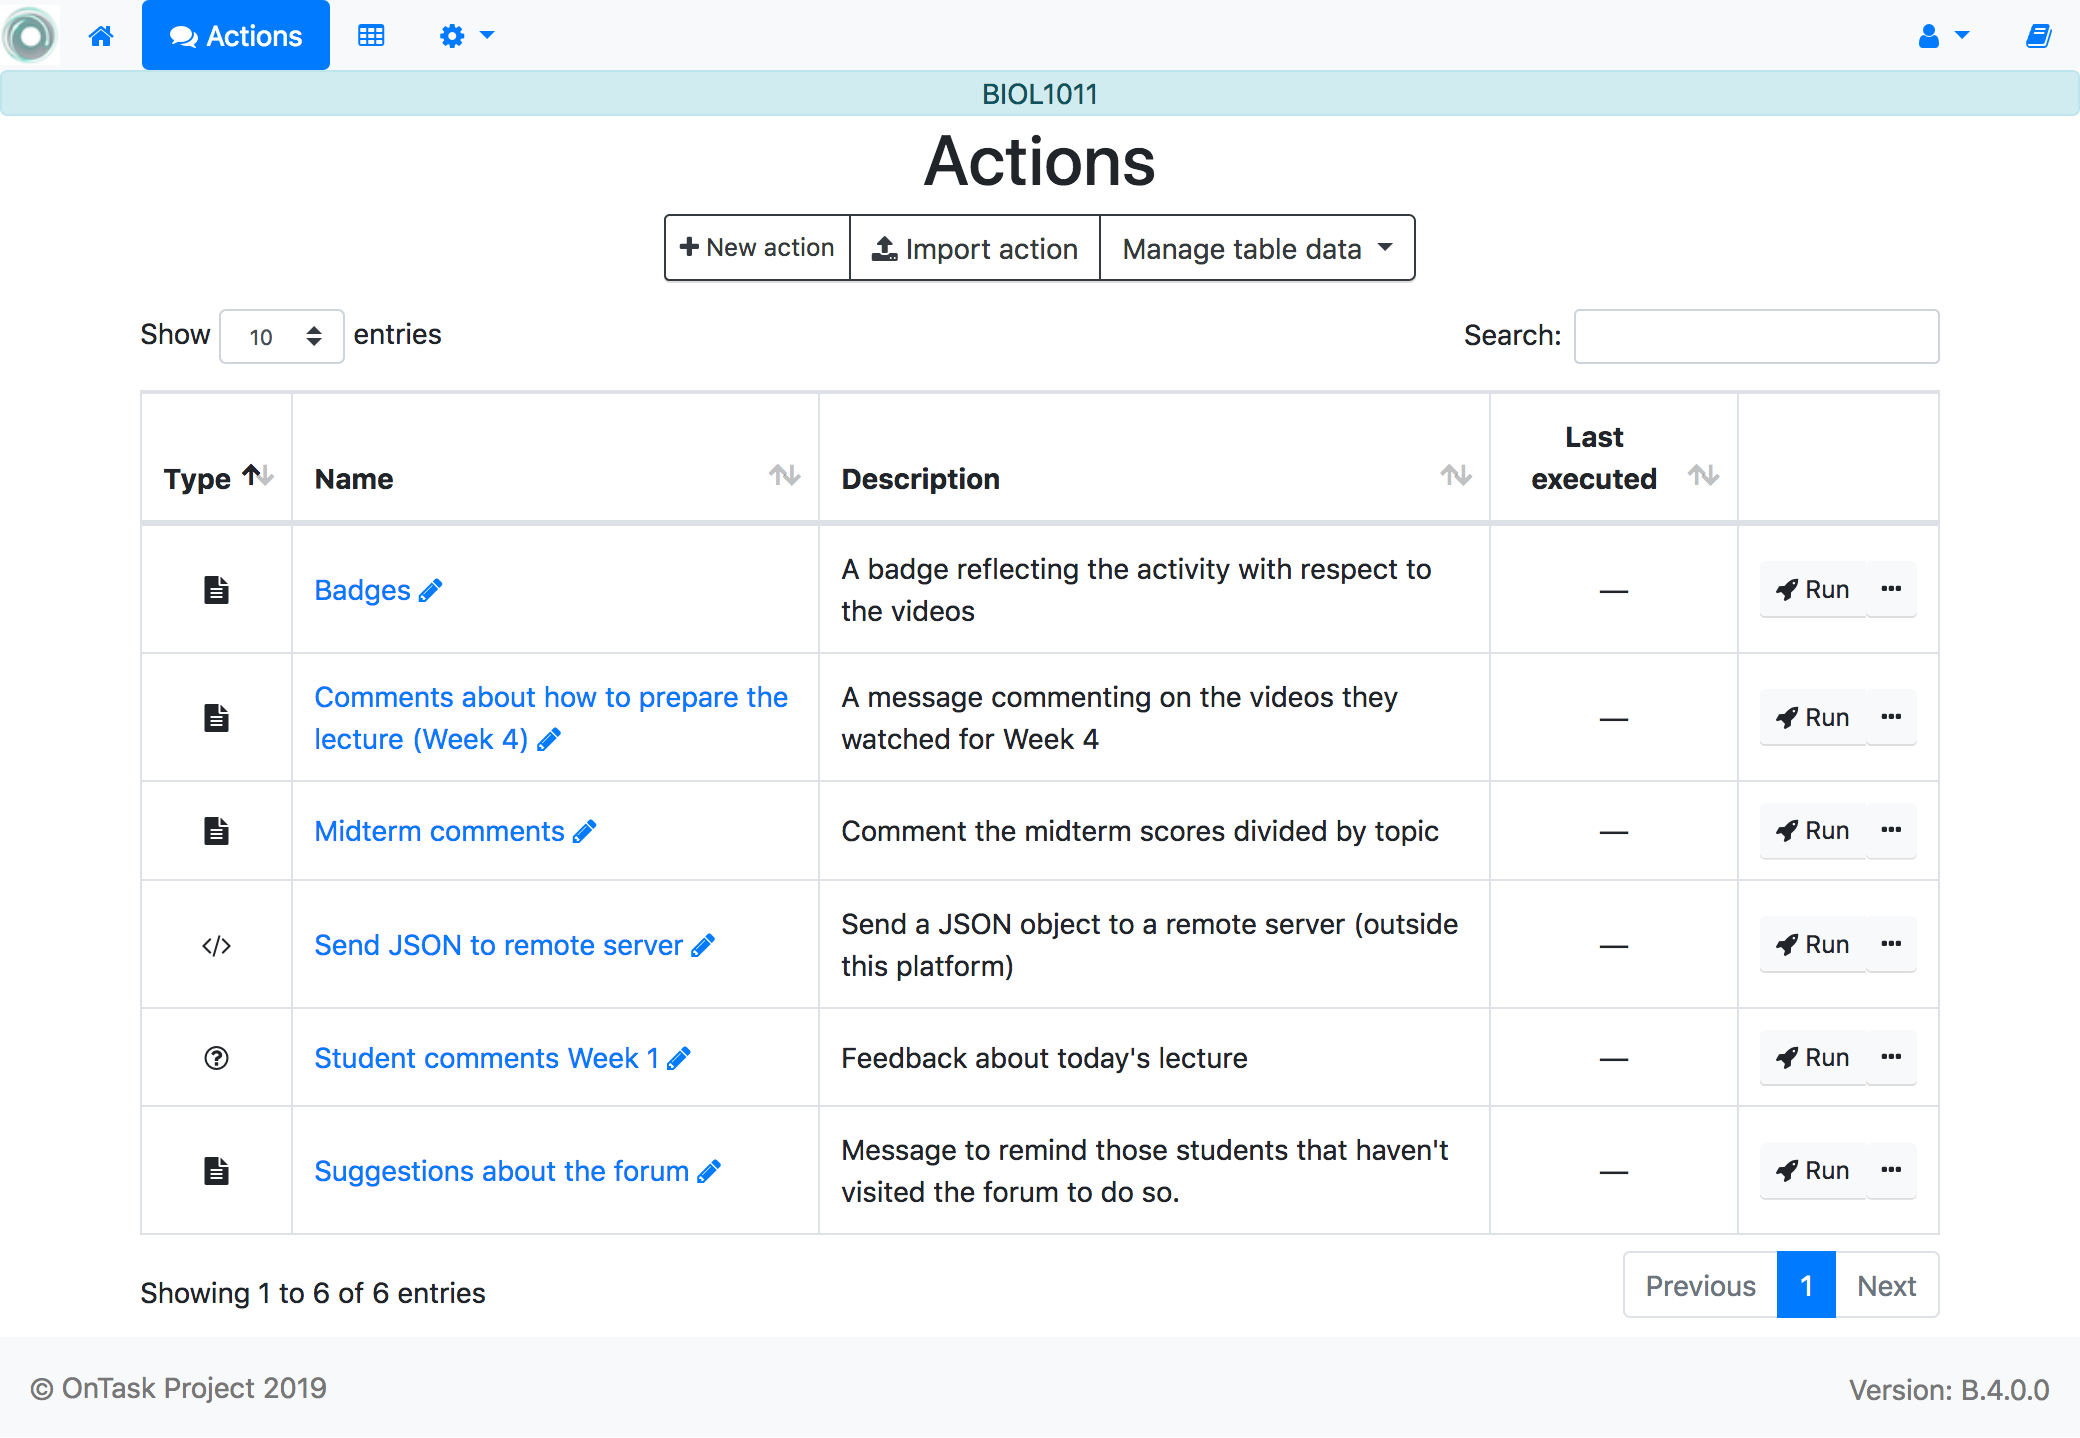 Actions
BIOL1011
Actions
New action Import action Manage table data
Show 10 entries Search:
Type Name Description Last executed
Badges A badge reflecting the activity with respect to
the videos — Run
Comments about how to prepare the
lecture (Week 4) A message commenting on the videos they
watched for Week 4 — Run
Midterm comments Comment the midterm scores divided by topic — Run
Send JSON to remote server Send a JSON object to a remote server (outside
this platform) — Run
Student comments Week 1 Feedback about today's lecture — Run
Suggestions about the forum Message to remind those students that haven't
visited the forum to do so. — Run
Showing 1 to 6 of 6 entries Previous 1 Next
© OnTask Project 2019 Version: B.4.0.0